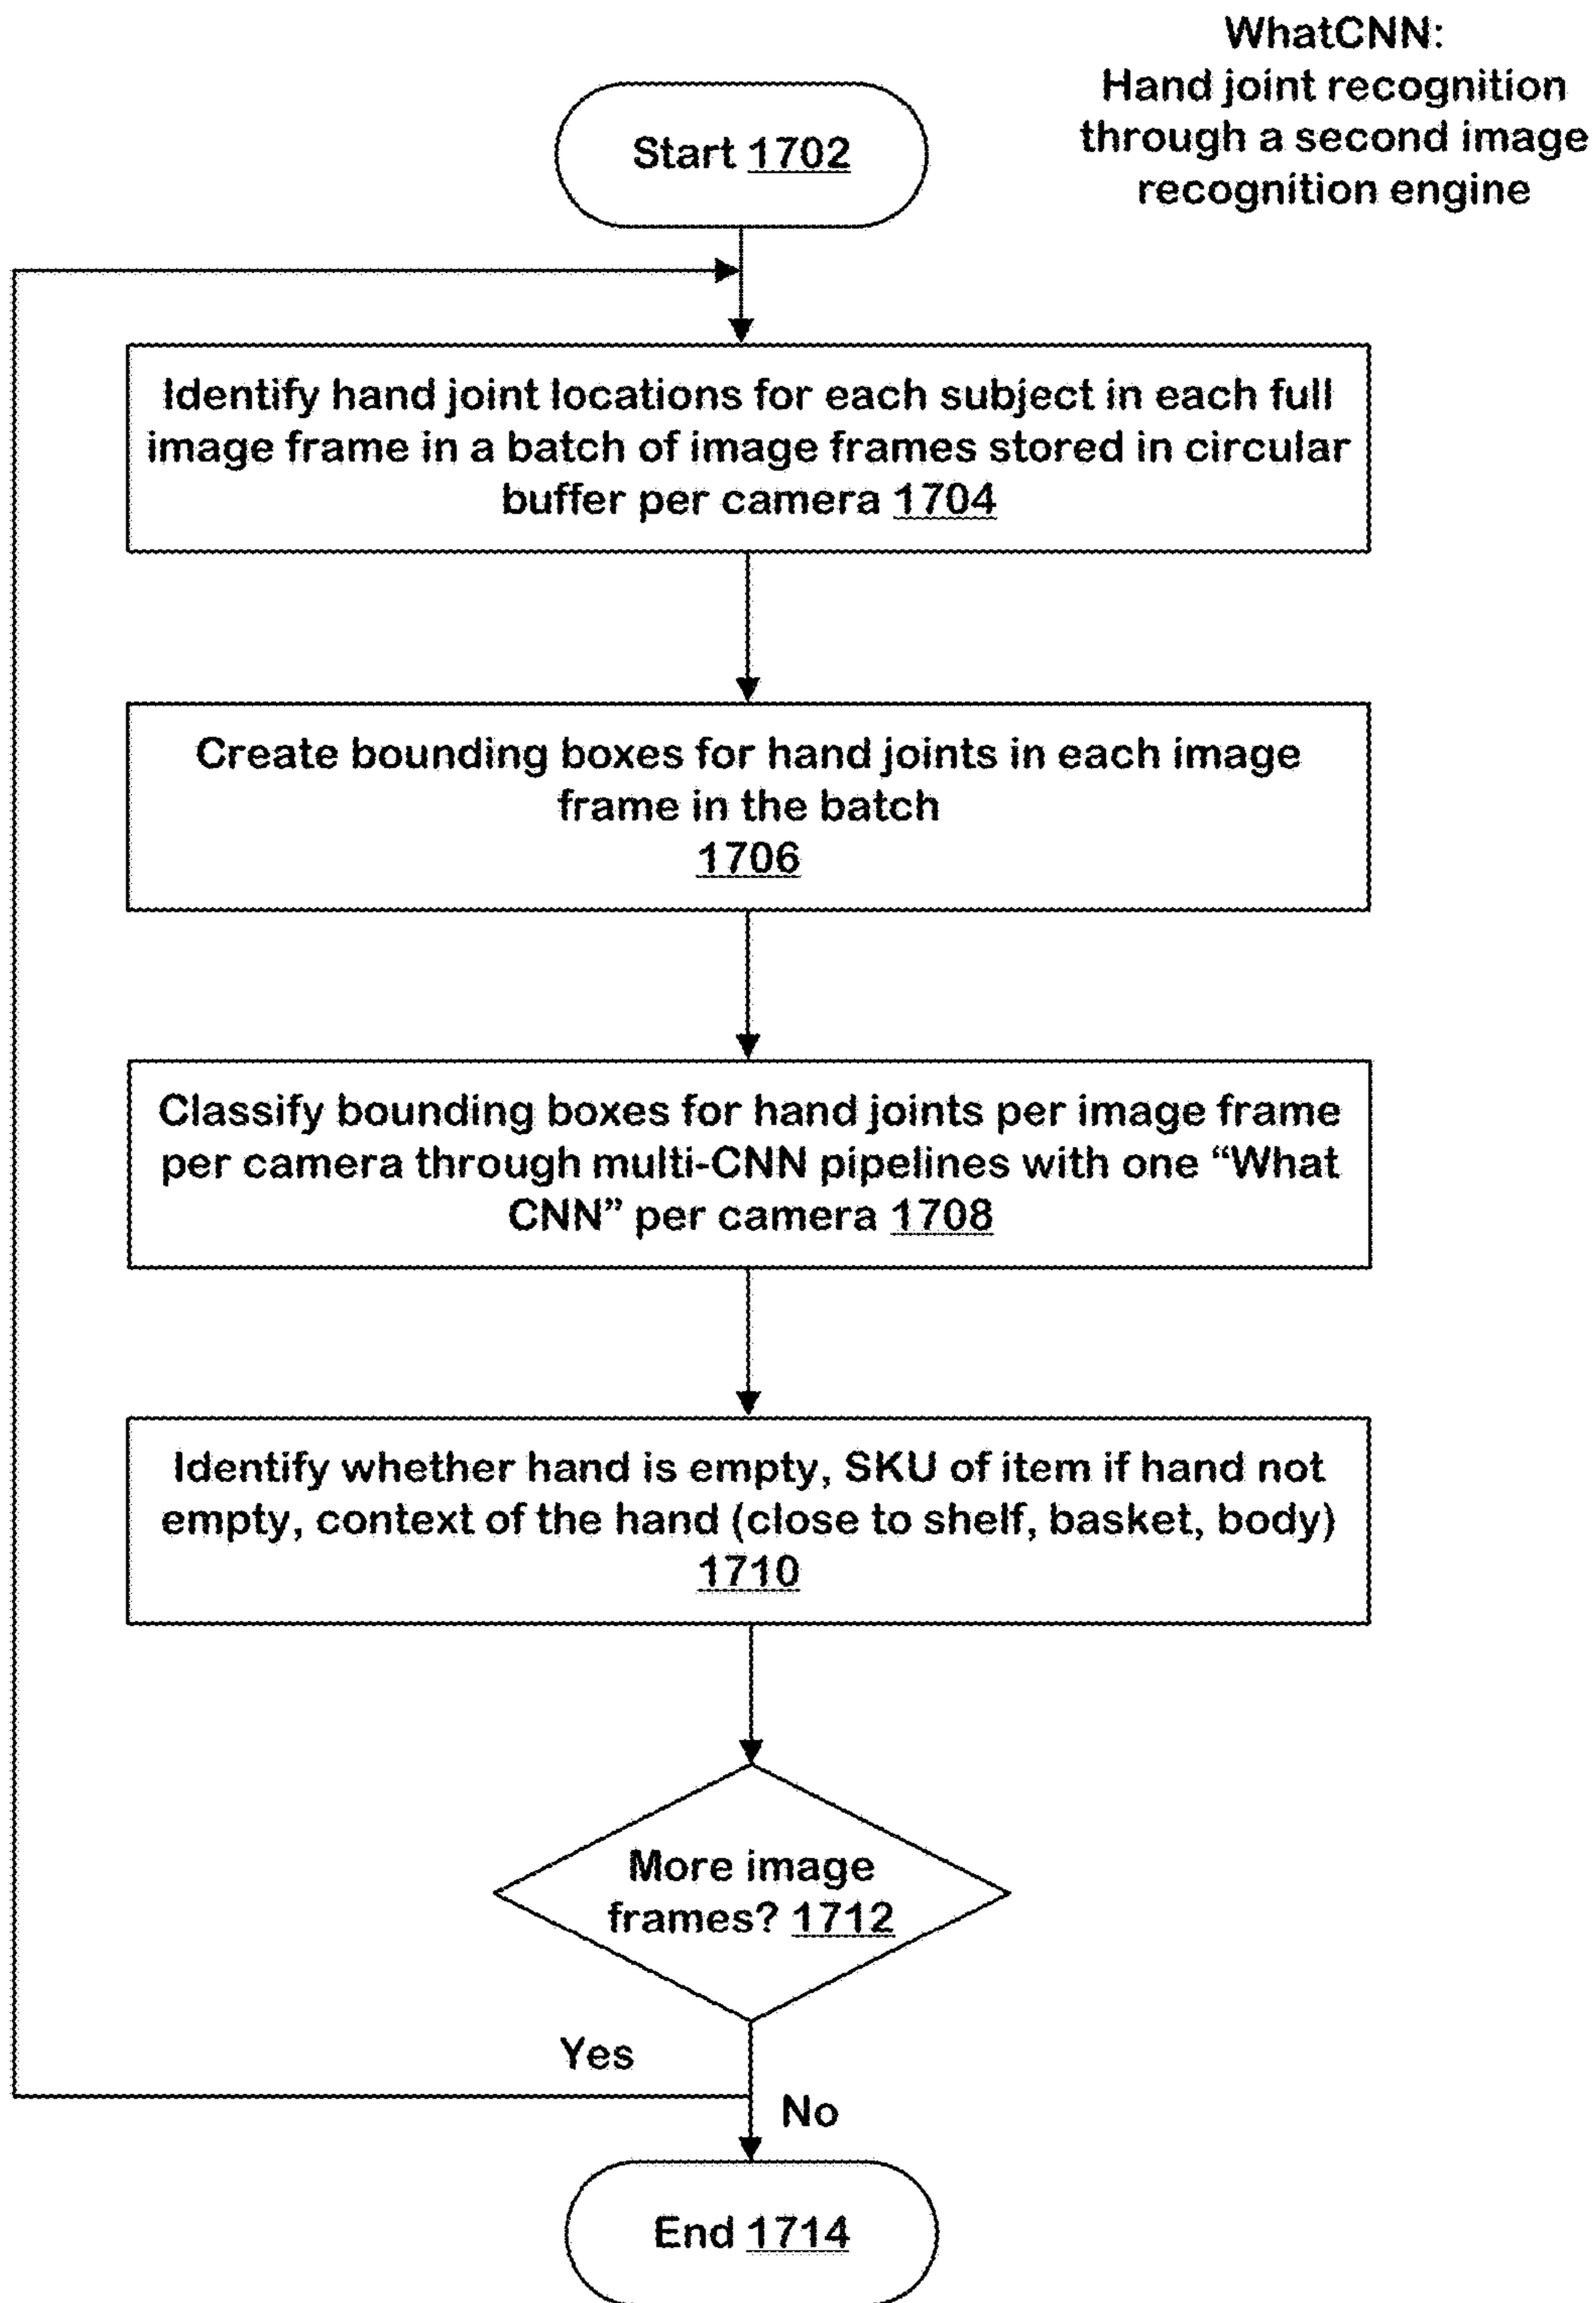 WhatCNN:
Hand joint recognition
through a second image
recognition engine
Start 1702
Identify hand joint locations for each subject in each full
image frame in a batch of image frames stored in circular
buffer per camera 1704
Create bounding boxes for hand joints in each image
frame in the batch
1706
Classify bounding boxes for hand joints per image frame
per camera through multi-CNN pipelines with one “What
CNN” per camera 1708
Identify whether hand is empty, SKU of item if hand not
empty, context of the hand (close to shelf, basket, body)
1710
More image
frames? 1712
Yes
No
End 1714